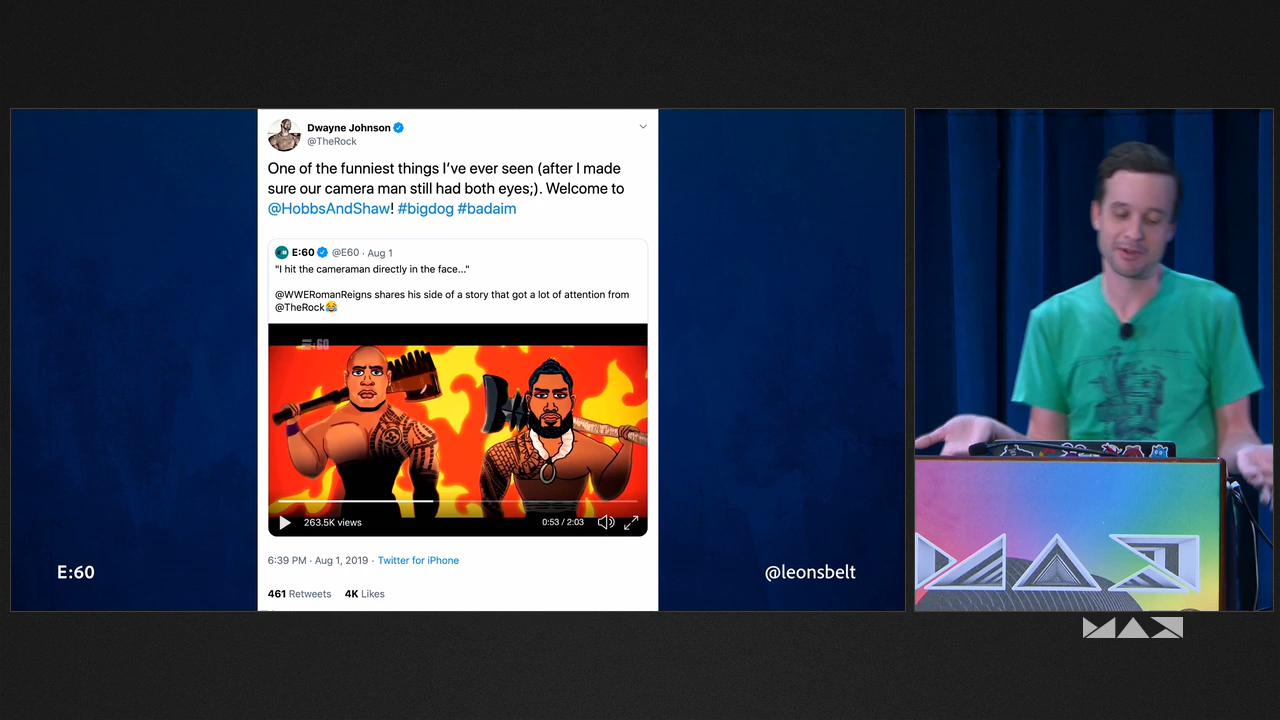 Dwayne Johnson
@TheRock
One of the funniest things I've ever seen (after I made
sure our camera man still had both eyes;). Welcome to
@HobbsAndShaw! #bigdog #badaim
E:60 @E60 · Aug 1
"I hit the cameraman directly in the face..."
@WWERomanReigns shares his side of a story that got a lot of attention from
@TheRock😂
E:60
263.5K views
0:53 / 2:03
6:39 PM · Aug 1, 2019 · Twitter for iPhone
461 Retweets 4K Likes
E:60
@leonsbelt
MAX
MAX